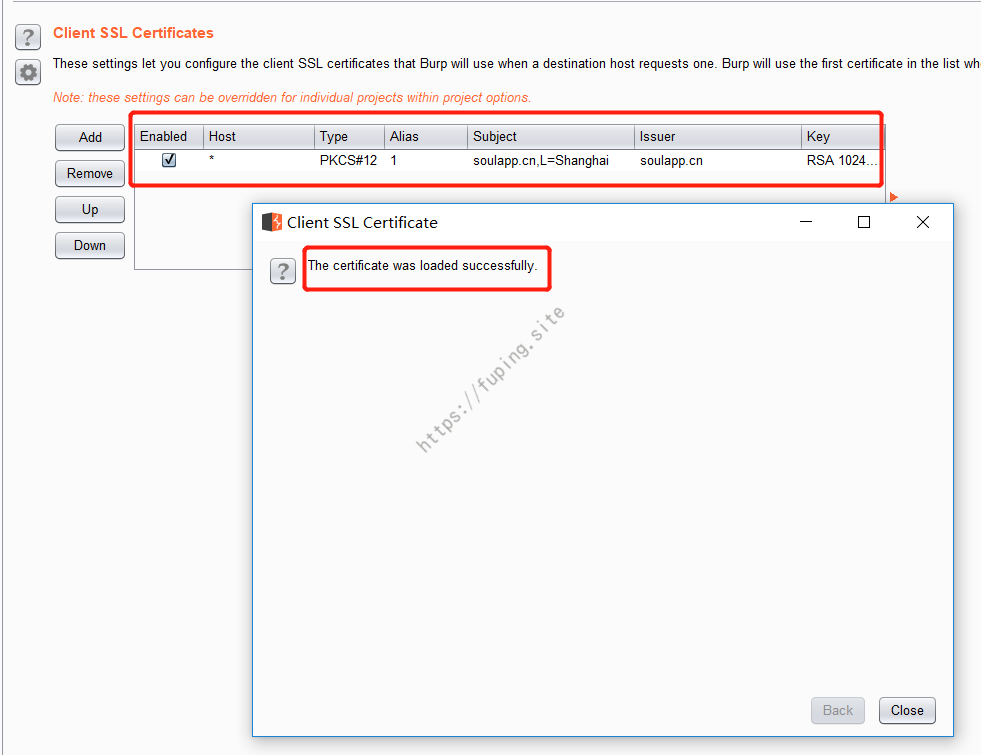 Client SSL Certificates
These settings let you configure the client SSL certificates that Burp will use when a destination host requests one. Burp will use the first certificate in the list wh
Note: these settings can be overridden for individual projects within project options.
Add
Remove
Up
Down
Enabled Host Type Alias Subject Issuer Key
* PKCS#12 1 soulapp.cn,L=Shanghai soulapp.cn RSA 1024...
Client SSL Certificate
? The certificate was loaded successfully.
https://fuping.site
Back Close